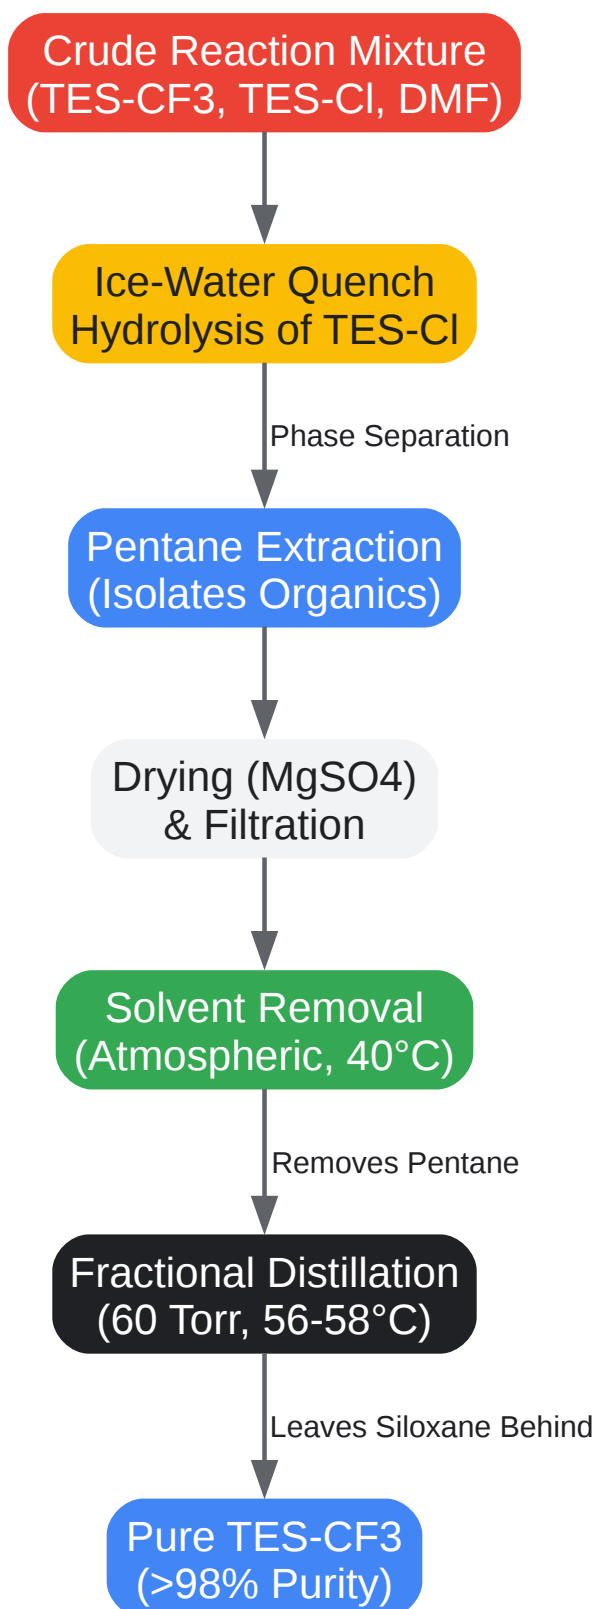 Crude Reaction Mixture
(TES-CF3, TES-Cl, DMF)
Ice-Water Quench
Hydrolysis of TES-Cl
Phase Separation
Pentane Extraction
(Isolates Organics)
Drying (MgSO4)
& Filtration
Solvent Removal
(Atmospheric, 40°C)
Removes Pentane
Fractional Distillation
(60 Torr, 56-58°C)
Leaves Siloxane Behind
Pure TES-CF3
(>98% Purity)